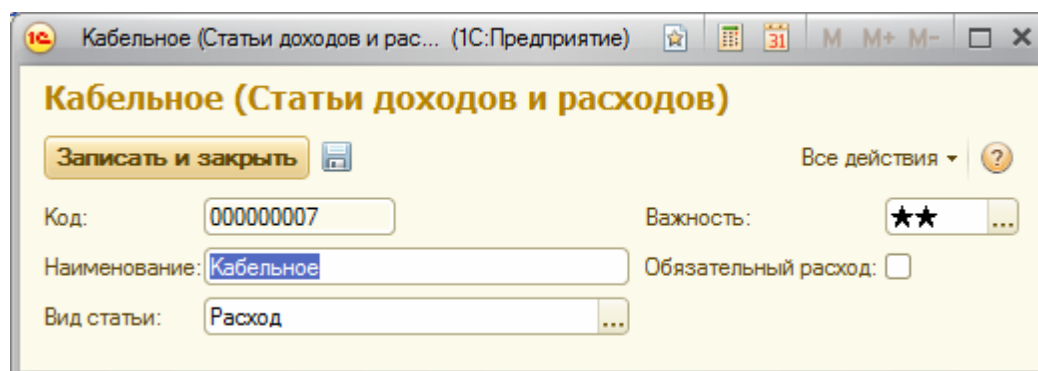 1С Кабельное (Статьи доходов и рас... (1С:Предприятие) 31 M M+ M-
Кабельное (Статьи доходов и расходов)
Записать и закрыть Все действия ?
Код: 000000007 Важность: ★★ ...
Наименование: Кабельное Обязательный расход:
Вид статьи: Расход ...